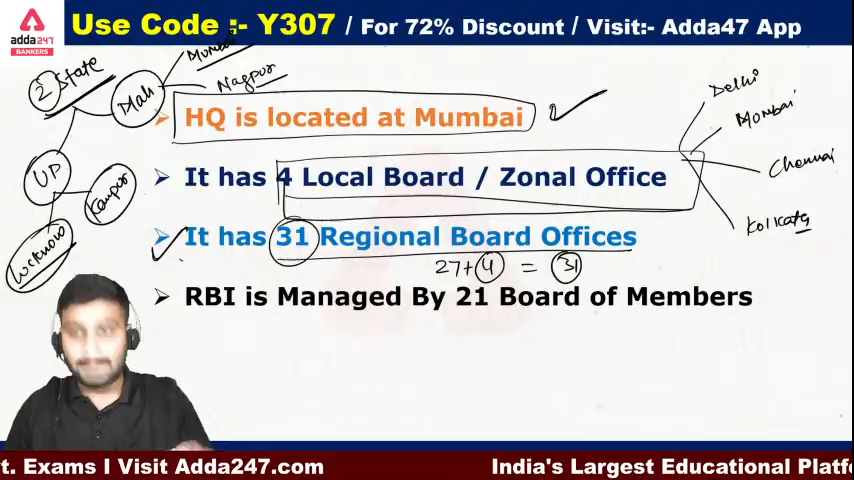 adda247
BANKERS
Use Code :- Y307 / For 72% Discount / Visit:- Adda47 App
2 State
Mah
Mumbai
Nagpur
HQ is located at Mumbai
Delhi
Mumbai
Chennai
Kolkata
UP
Kanpur
Lucknow
It has 4 Local Board / Zonal Office
It has 31 Regional Board Offices
27+4 = 31
RBI is Managed By 21 Board of Members
t. Exams I Visit Adda247.com
India's Largest Educational Platfo